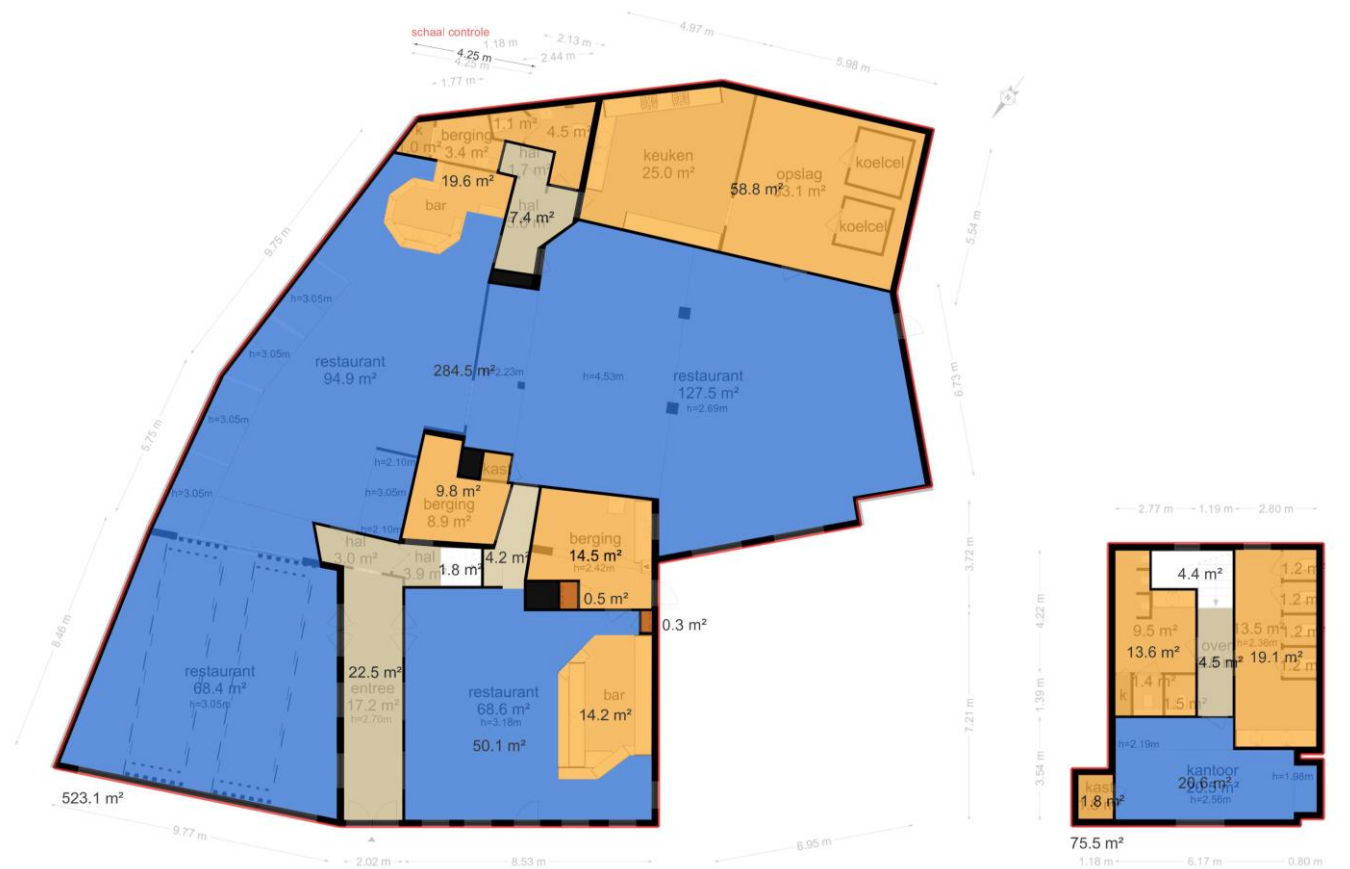 schaal controle
4.25 m
4.25 m
1.18 m
2.13 m
2.44 m
1.77 m
4.97 m
5.98 m
k
1.0 m²
berging
3.4 m²
1.1 m²
4.5 m²
hal
1.7 m²
19.6 m²
bar
hal
7.4 m²
keuken
25.0 m²
opslag
58.8 m²
koelcel
koelcel
9.75 m
5.54 m
h=3.05m
restaurant
94.9 m²
284.5 m²
h=4.53m
restaurant
127.5 m²
h=2.69m
h=3.05m
6.73 m
5.75 m
h=3.05m
h=2.10m
h=3.05m
h=3.05m
h=2.10m
kast
9.8 m²
berging
8.9 m²
hal
3.0 m²
hal
3.9 m²
1.8 m²
4.2 m²
berging
14.5 m²
h=2.42m
0.5 m²
0.3 m²
3.72 m
8.46 m
restaurant
68.4 m²
h=3.05m
22.5 m²
entree
17.2 m²
h=2.70m
restaurant
68.6 m²
h=3.18m
50.1 m²
bar
14.2 m²
7.21 m
523.1 m²
9.77 m
2.02 m
8.53 m
6.95 m
2.77 m
1.19 m
2.80 m
4.4 m²
1.2 m
1.2 m
1.2 m
1.2 m
9.5 m²
13.6 m²
1.4 m²
k
1.5 m²
4.5 m²
13.5 m²
h=2.36m
19.1 m²
4.22 m
1.39 m
3.54 m
h=2.19m
kantoor
20.6 m²
h=2.56m
h=1.98m
kast
1.8 m²
75.5 m²
1.18 m
6.17 m
0.80 m